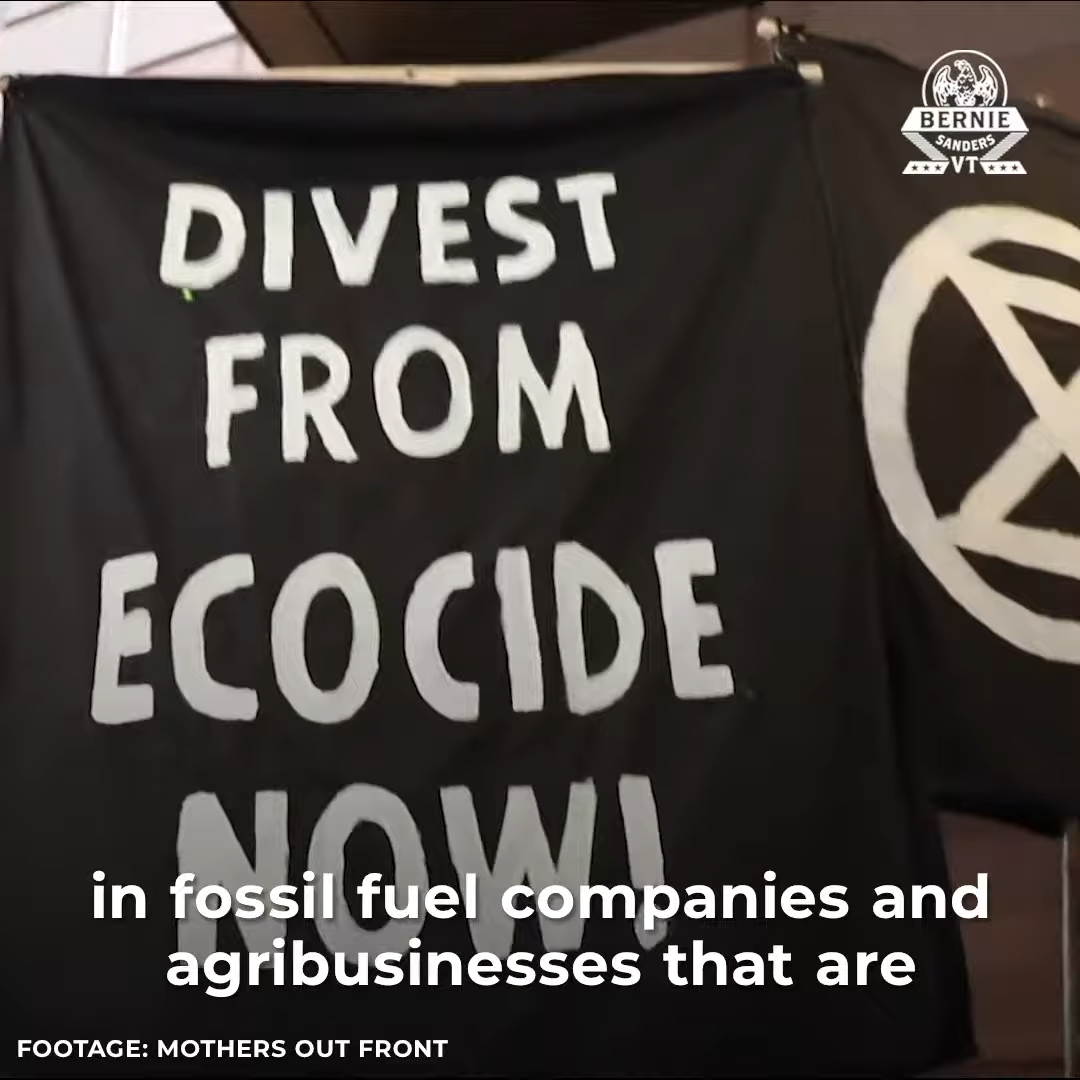 BERNIE
SANDERS
VT
DIVEST
FROM
ECOCIDE
NOW!
in fossil fuel companies and
agribusinesses that are
FOOTAGE: MOTHERS OUT FRONT